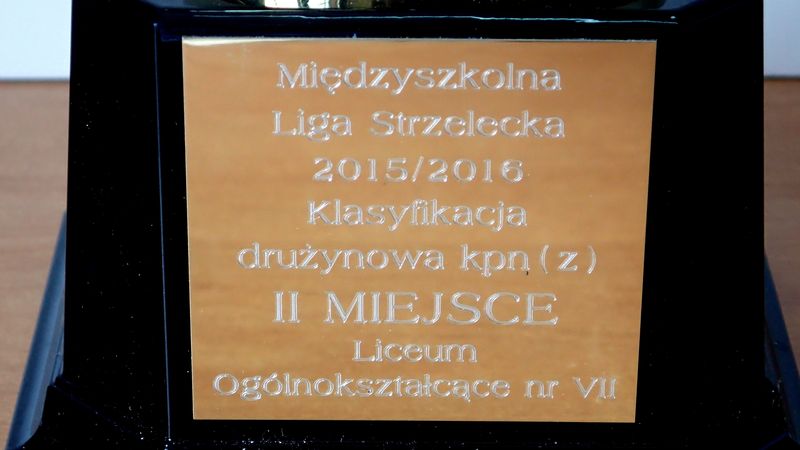 Międzyszkolna
Liga Strzelecka
2015/2016
Klasyfikacja
drużynowa kpn(z)
II MIEJSCE
Liceum
Ogólnokształcące nr VII